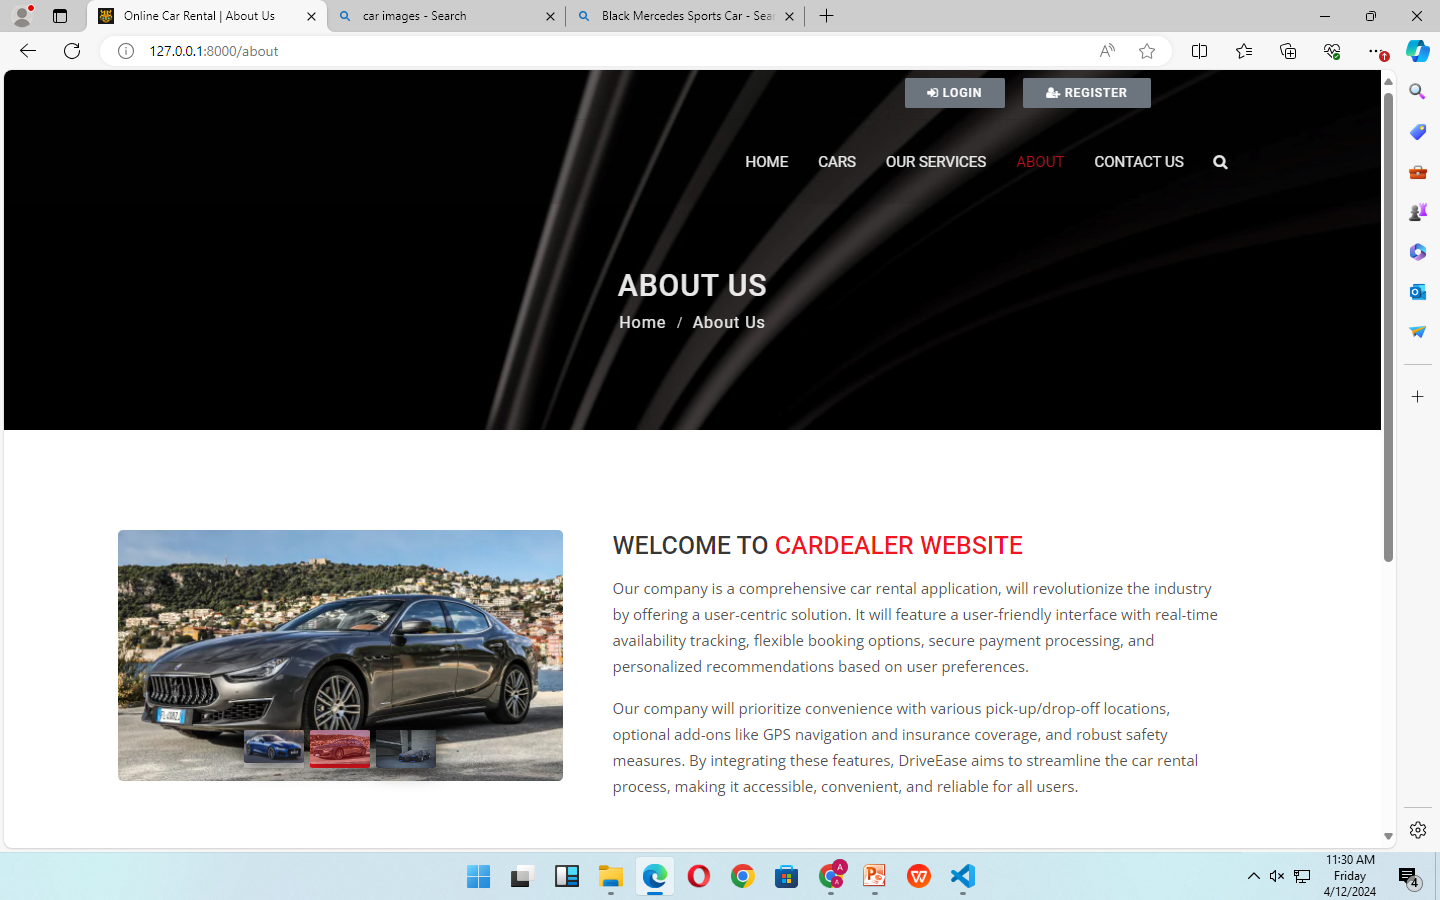 Online Car Rental | About Us
car images - Search
Black Mercedes Sports Car - Sea
127.0.0.1:8000/about
LOGIN
REGISTER
HOME
CARS
OUR SERVICES
ABOUT
CONTACT US
ABOUT US
Home / About Us
WELCOME TO CARDEALER WEBSITE
Our company is a comprehensive car rental application, will revolutionize the industry
by offering a user-centric solution. It will feature a user-friendly interface with real-time
availability tracking, flexible booking options, secure payment processing, and
personalized recommendations based on user preferences.
Our company will prioritize convenience with various pick-up/drop-off locations,
optional add-ons like GPS navigation and insurance coverage, and robust safety
measures. By integrating these features, DriveEase aims to streamline the car rental
process, making it accessible, convenient, and reliable for all users.
11:30 AM
Friday
4/12/2024
4